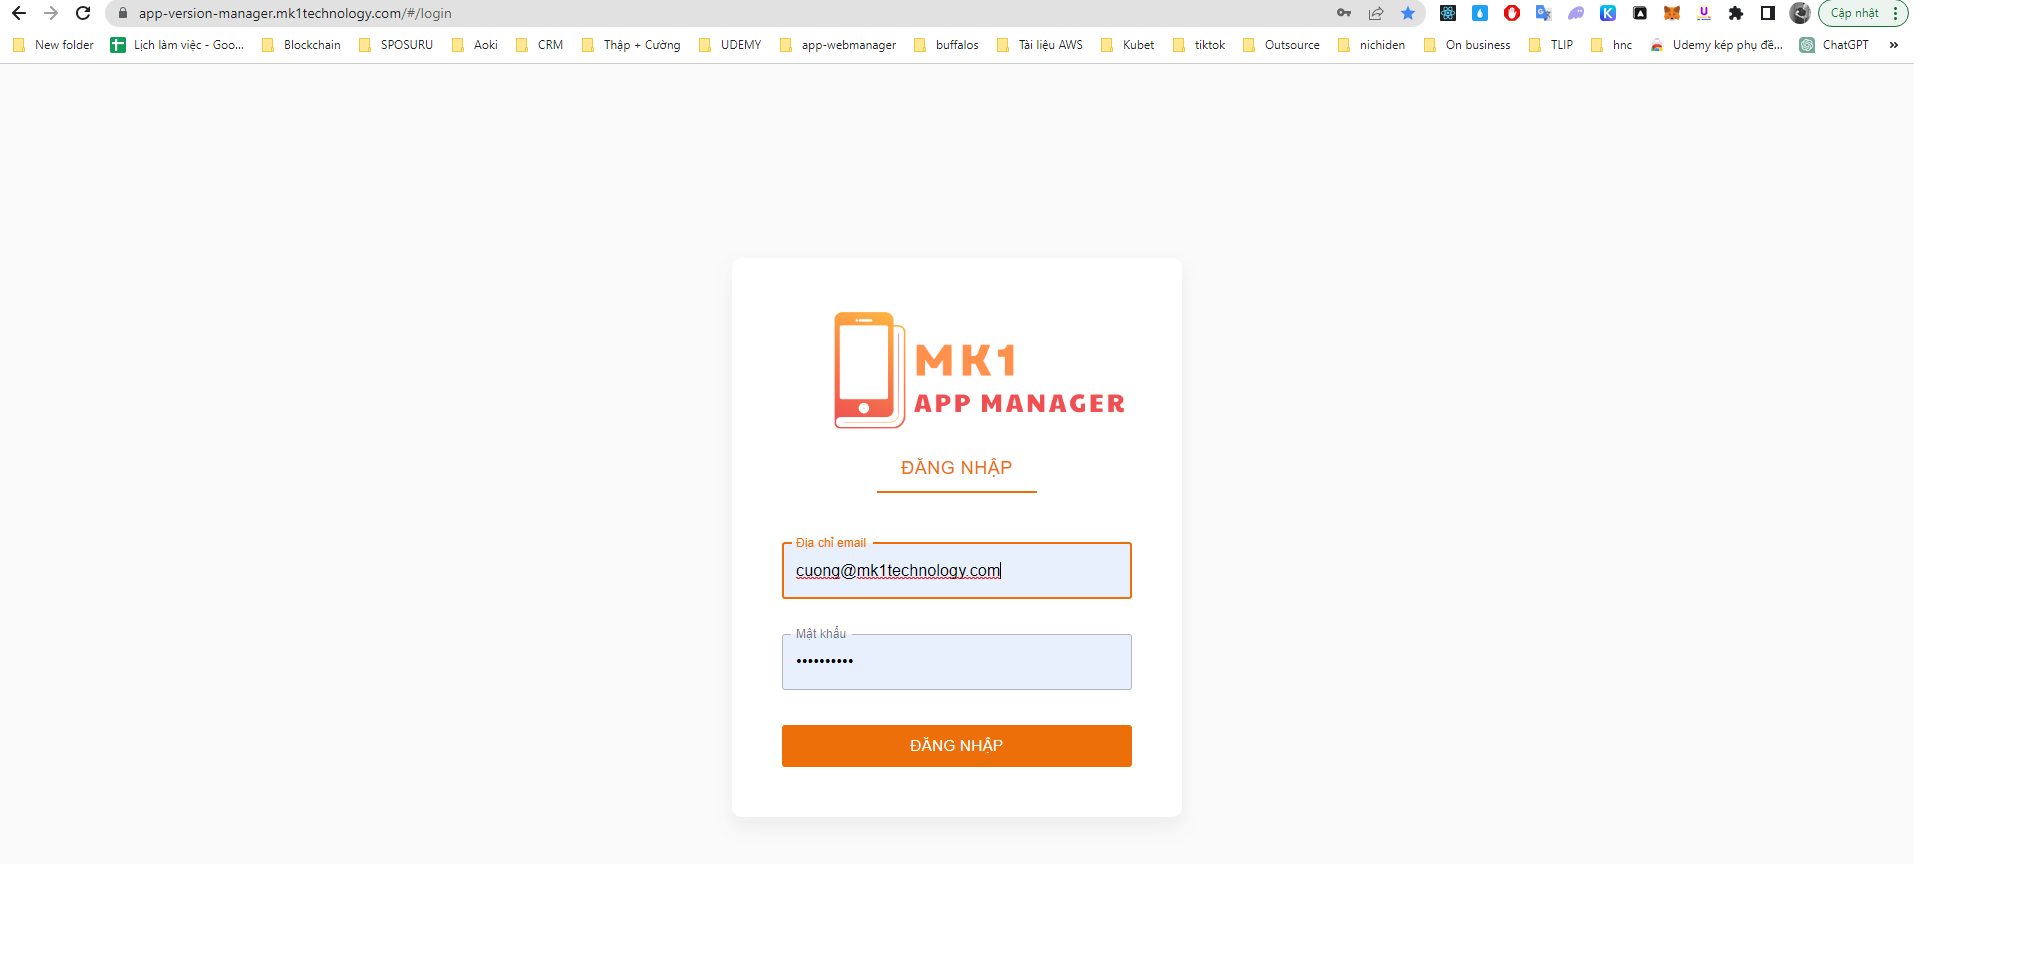 app-version-manager.mk1technology.com/#/login
Cập nhật
New folder
Lịch làm việc - Goo...
Blockchain
SPOSURU
Aoki
CRM
Thập + Cường
UDEMY
app-webmanager
buffalos
Tài liệu AWS
Kubet
tiktok
Outsource
nichiden
On business
TLIP
hnc
Udemy kép phụ đề...
ChatGPT
»
MK1
APP MANAGER
ĐĂNG NHẬP
Địa chỉ email
cuong@mk1technology.com
Mật khẩu
••••••••••
ĐĂNG NHẬP